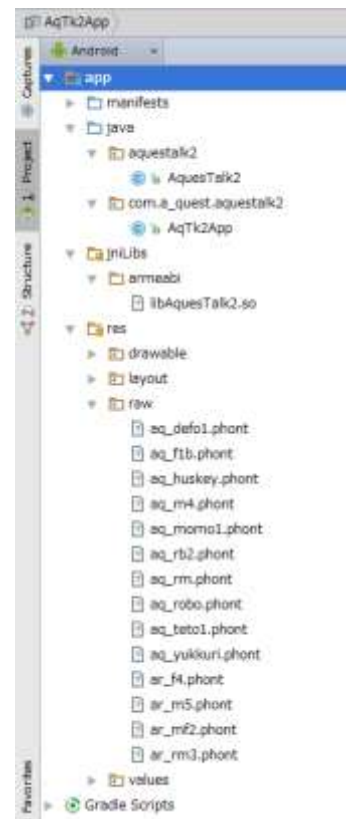 AqTk2App
Android
Captures
1: Project
2: Structure
Favorites
app
manifests
java
aquestalk2
AquesTalk2
com.a_quest.aquestalk2
AqTk2App
jniLibs
armeabi
libAquesTalk2.so
res
drawable
layout
raw
aq_defo1.phont
aq_f1b.phont
aq_huskey.phont
aq_m4.phont
aq_momo1.phont
aq_rb2.phont
aq_rm.phont
aq_robo.phont
aq_teto1.phont
aq_yukkuri.phont
ar_f4.phont
ar_m5.phont
ar_mf2.phont
ar_rm3.phont
values
Gradle Scripts